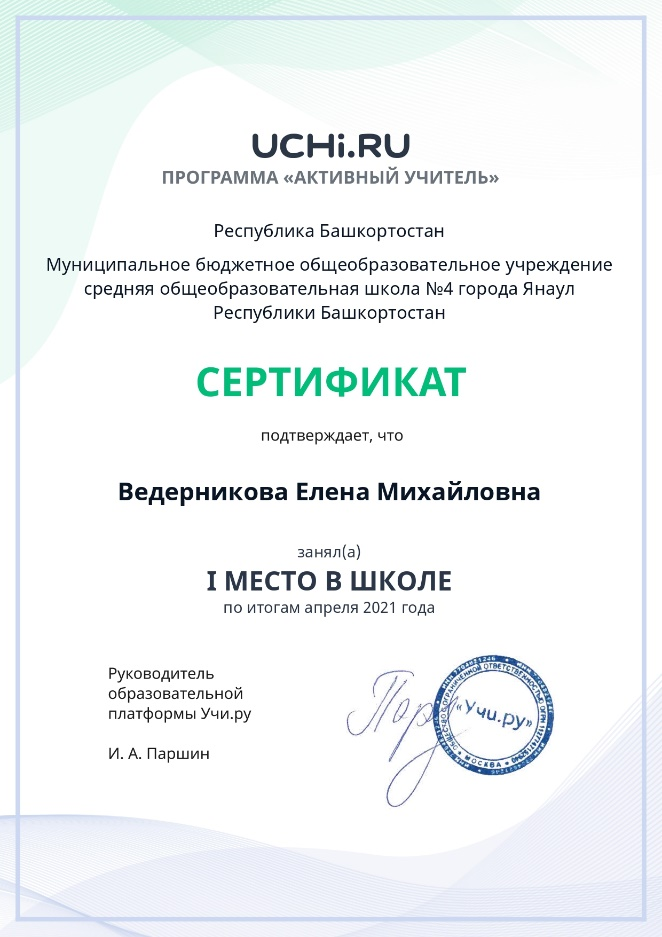 UCHi.RU
ПРОГРАММА «АКТИВНЫЙ УЧИТЕЛЬ»
Республика Башкортостан
Муниципальное бюджетное общеобразовательное учреждение
средняя общеобразовательная школа №4 города Янаул
Республики Башкортостан
СЕРТИФИКАТ
подтверждает, что
Ведерникова Елена Михайловна
занял(а)
I МЕСТО В ШКОЛЕ
по итогам апреля 2021 года
Руководитель
образовательной
платформы Учи.ру
И. А. Паршин
«Учи.ру»
ОБЩЕСТВО С ОГРАНИЧЕННОЙ ОТВЕТСТВЕННОСТЬЮ
МОСКВА